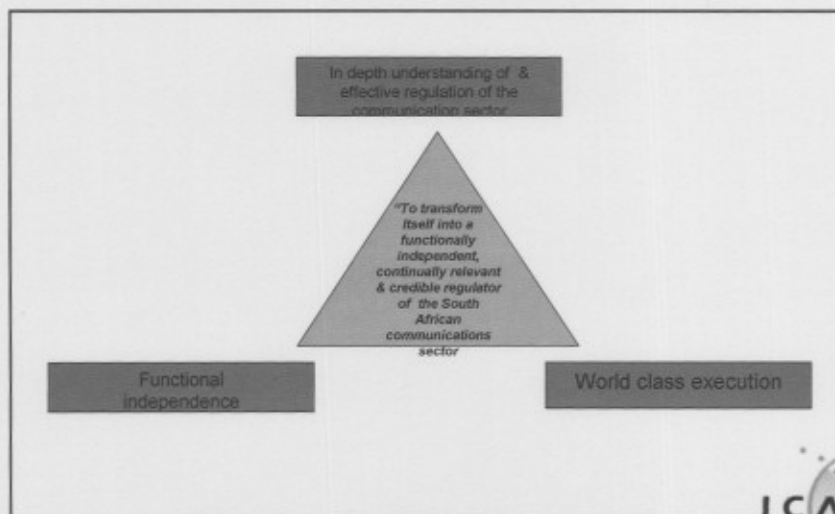 In depth understanding of &
effective regulation of the
communication sector
"To transform
Itself into a
functionally
independent,
continually relevant
& credible regulator
of the South
African
communications
sector
Functional
independence
World class execution